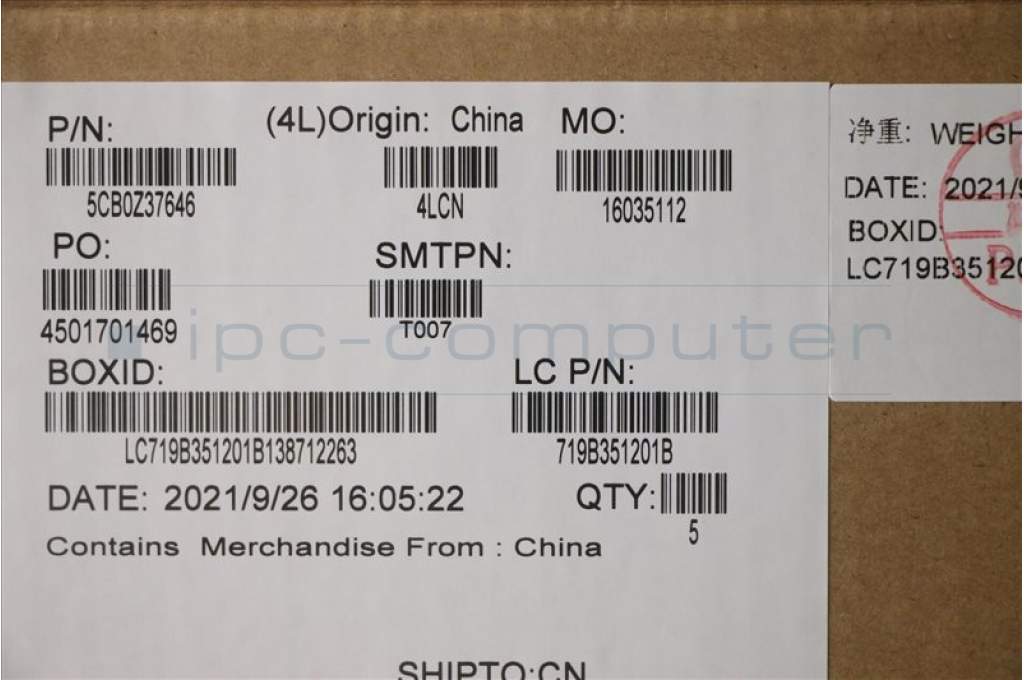 P/N:
(4L)Origin: China
MO:
5CB0Z37646
4LCN
16035112
PO:
SMTPN:
4501701469
T007
BOXID:
LC P/N:
LC719B351201B138712263
719B351201B
DATE: 2021/9/26 16:05:22
QTY:
5
Contains Merchandise From : China
SHIPTO:CN
净重: WEIGH
DATE: 2021/9
BOXID:
LC719B35120
ipc-computer